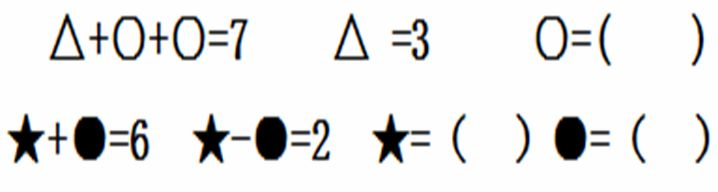 △+○+○=7 △ =3 ○=( )
★+●=6 ★-●=2 ★= ( ) ●= ( )